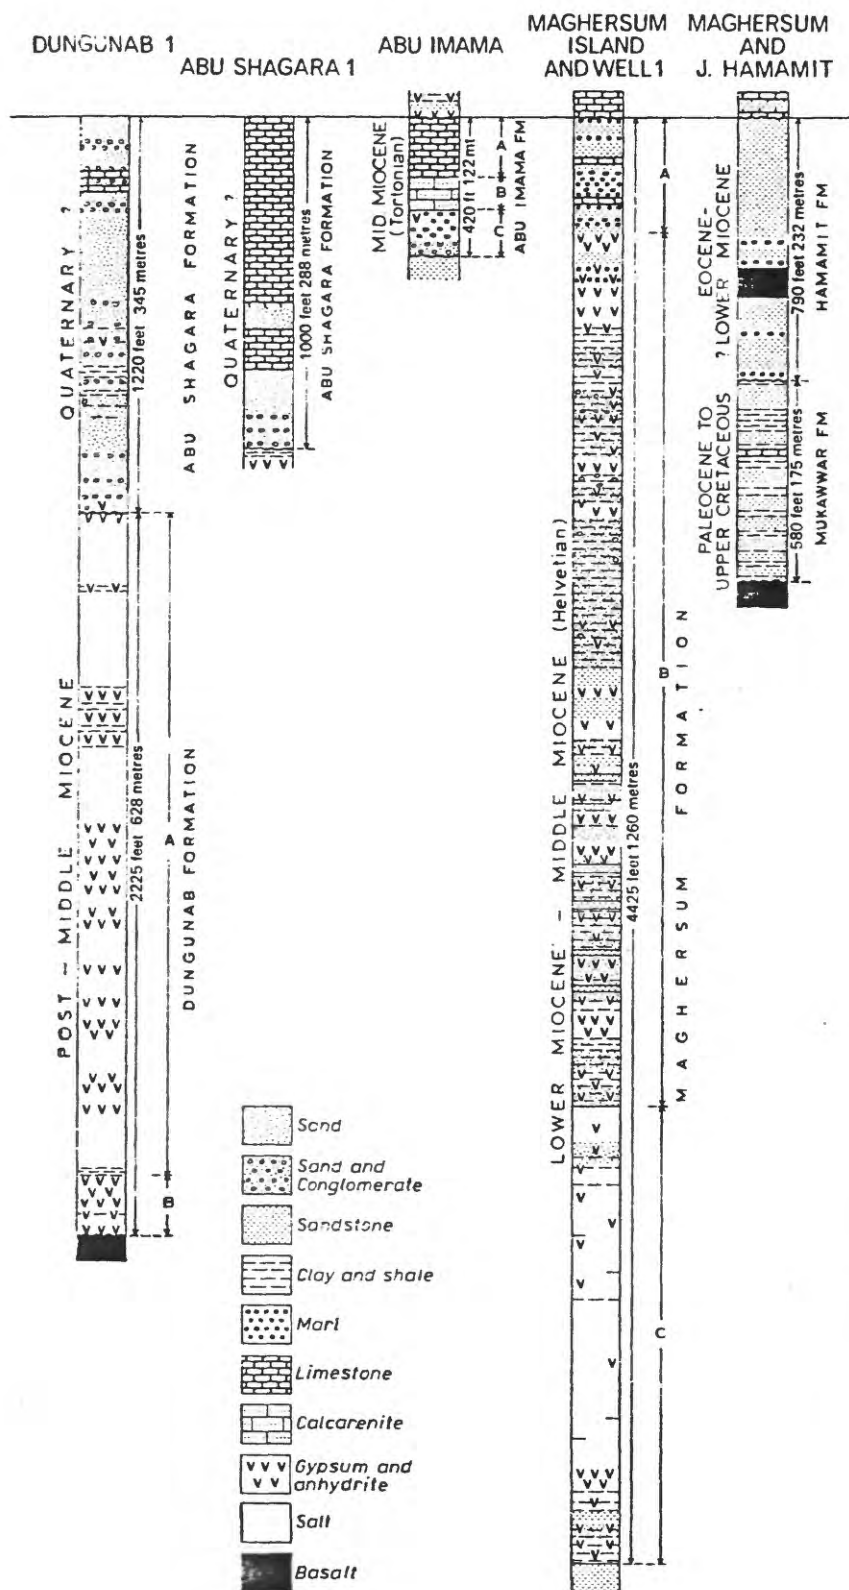 DUNGUNAB 1
ABU SHAGARA 1
ABU IMAMA
MAGHERSUM
ISLAND
AND WELL 1
MAGHERSUM
AND
J. HAMAMIT
QUATERNARY ?
1220 feet 345 metres
ABU SHAGARA FORMATION
POST – MIDDLE MIOCENE
2225 feet 628 metres
A
B
DUNGUNAB FORMATION
QUATERNARY ?
1000 feet 288 metres
ABU SHAGARA FORMATION
MID MIOCENE
(Tortonian)
420 ft 122 mt
A
B
C
ABU IMAMA FM
LOWER MIOCENE – MIDDLE MIOCENE (Helvetian)
4425 feet 1260 metres
A
B
C
MAGHERSUM FORMATION
EOCENE-
? LOWER MIOCENE
790 feet 232 metres
HAMAMIT FM
PALEOCENE TO
UPPER CRETACEOUS
580 feet 175 metres
MUKAWWAR FM
Sand
Sand and
Conglomerate
Sandstone
Clay and shale
Marl
Limestone
Calcarenite
Gypsum and
anhydrite
Salt
Basalt